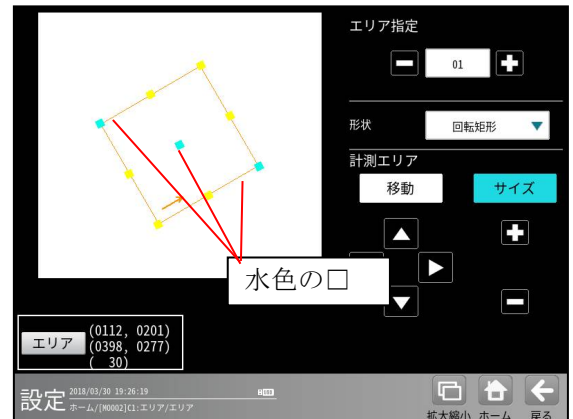 エリア指定
01
形状
回転矩形
計測エリア
移動
サイズ
水色の□
エリア
(0112, 0201)
(0398, 0277)
( 30)
設定
2018/03/30 19:26:19
ホーム/[M0002]C1:エリア/エリア
拡大縮小
ホーム
戻る